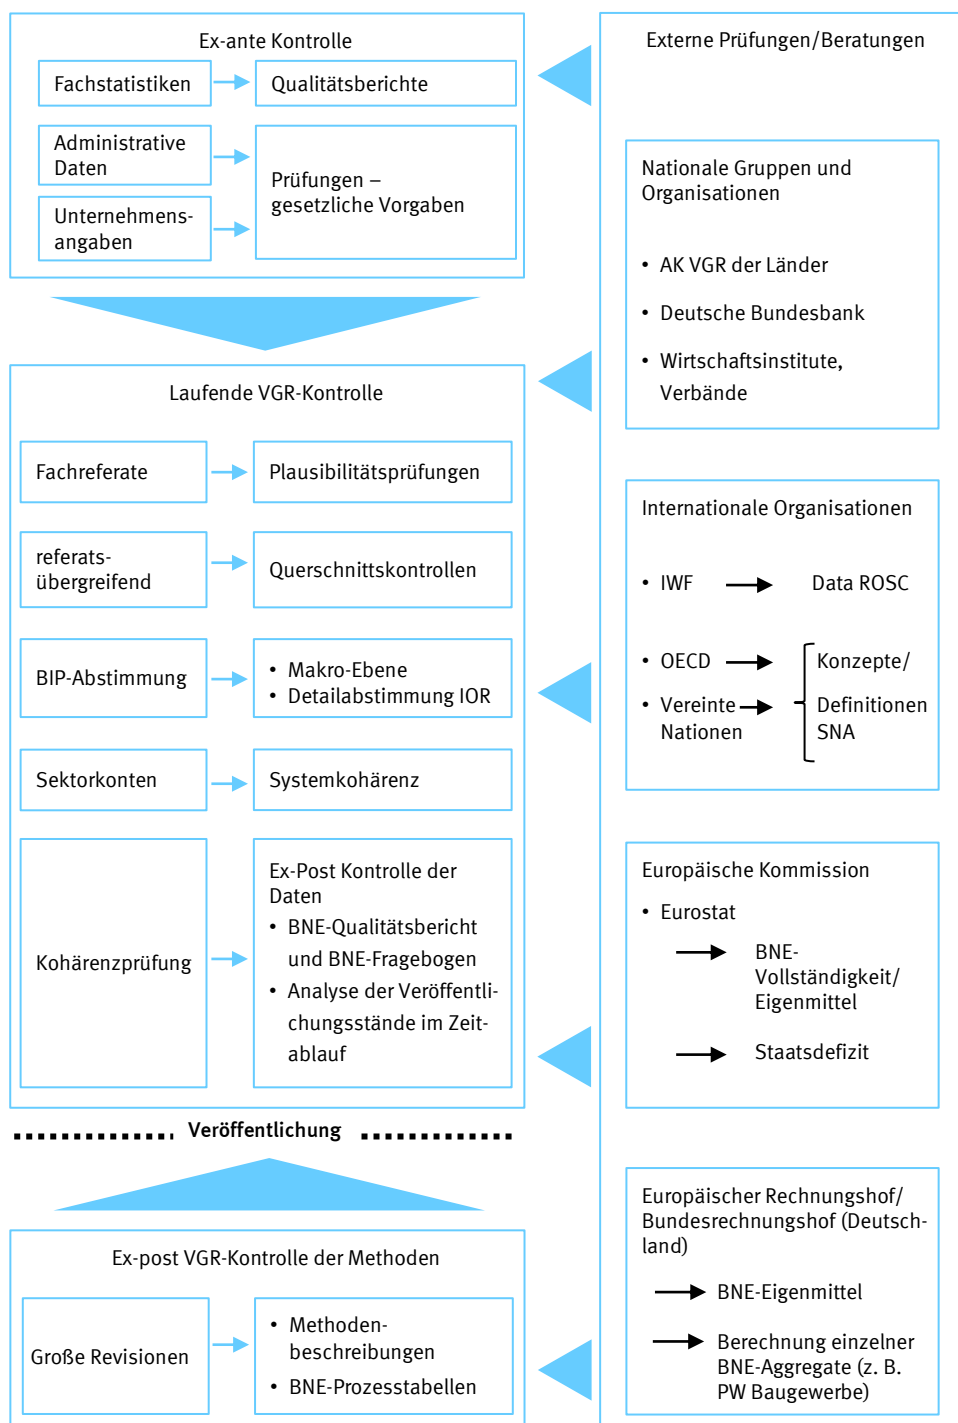 Ex-ante Kontrolle
Fachstatistiken
Qualitätsberichte
Administrative
Daten
Unternehmens-
angaben
Prüfungen –
gesetzliche Vorgaben
Laufende VGR-Kontrolle
Fachreferate
Plausibilitätsprüfungen
referats-
übergreifend
Querschnittskontrollen
BIP-Abstimmung
• Makro-Ebene
• Detailabstimmung IOR
Sektorkonten
Systemkohärenz
Kohärenzprüfung
Ex-Post Kontrolle der
Daten
• BNE-Qualitätsbericht
und BNE-Fragebogen
• Analyse der Veröffentli-
chungsstände im Zeit-
ablauf
Veröffentlichung
Ex-post VGR-Kontrolle der Methoden
Große Revisionen
• Methoden-
beschreibungen
• BNE-Prozesstabellen
Externe Prüfungen/Beratungen
Nationale Gruppen und
Organisationen
• AK VGR der Länder
• Deutsche Bundesbank
• Wirtschaftsinstitute,
Verbände
Internationale Organisationen
• IWF Data ROSC
• OECD Konzepte/
• Vereinte Definitionen
Nationen SNA
Europäische Kommission
• Eurostat
BNE-
Vollständigkeit/
Eigenmittel
Staatsdefizit
Europäischer Rechnungshof/
Bundesrechnungshof (Deutsch-
land)
BNE-Eigenmittel
Berechnung einzelner
BNE-Aggregate (z. B.
PW Baugewerbe)